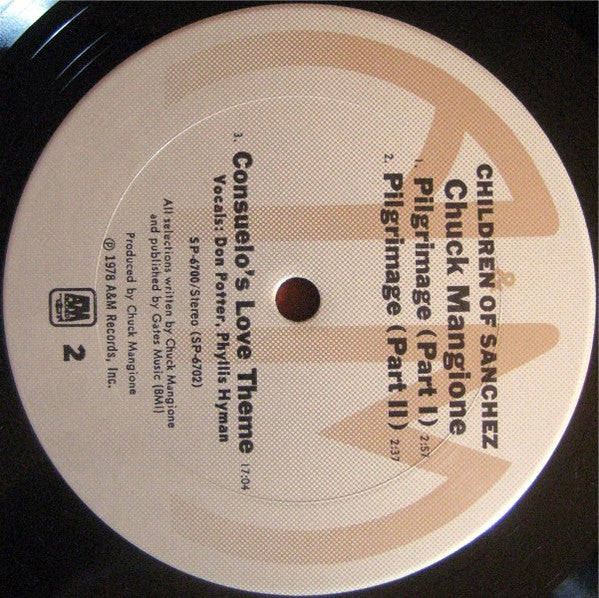 CHILDREN OF SANCHEZ
Chuck Mangione
1. Pilgrimage (Part I) 2:57
2. Pilgrimage (Part II) 2:37
&
3. Consuelo's Love Theme 17:04
Vocals: Don Potter, Phyllis Hyman
SP-6700/Stereo (SP-6702)
All selections written by Chuck Mangione
and published by Gates Music (BMI)
Produced by Chuck Mangione
℗ 1978 A&M Records, Inc.
A&M
2